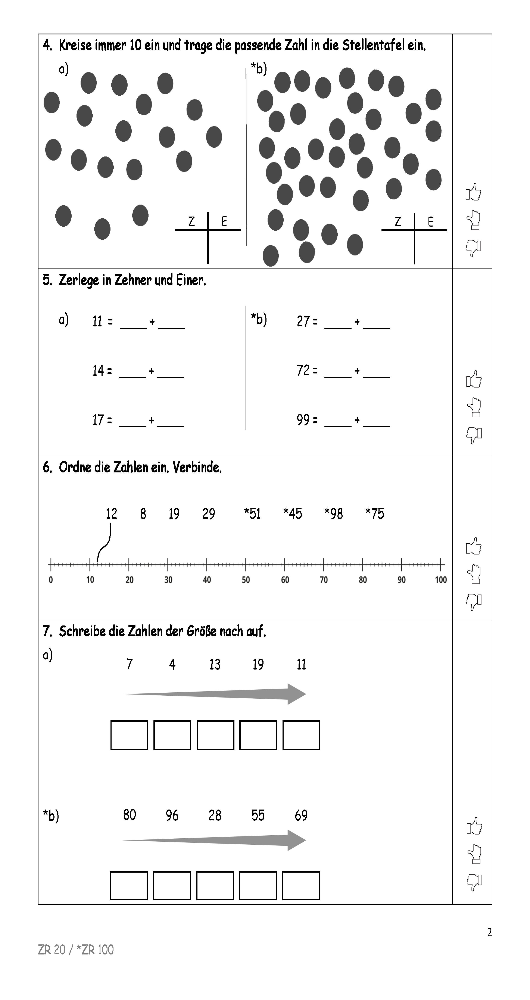 4. Kreise immer 10 ein und trage die passende Zahl in die Stellentafel ein.
a)
*b)
Z E
Z E
5. Zerlege in Zehner und Einer.
a) 11 = ____ + ____
*b) 27 = ____ + ____
14 = ____ + ____
72 = ____ + ____
17 = ____ + ____
99 = ____ + ____
6. Ordne die Zahlen ein. Verbinde.
12 8 19 29 *51 *45 *98 *75
0 10 20 30 40 50 60 70 80 90 100
7. Schreibe die Zahlen der Größe nach auf.
a)
7 4 13 19 11
*b) 80 96 28 55 69
2
ZR 20 / *ZR 100